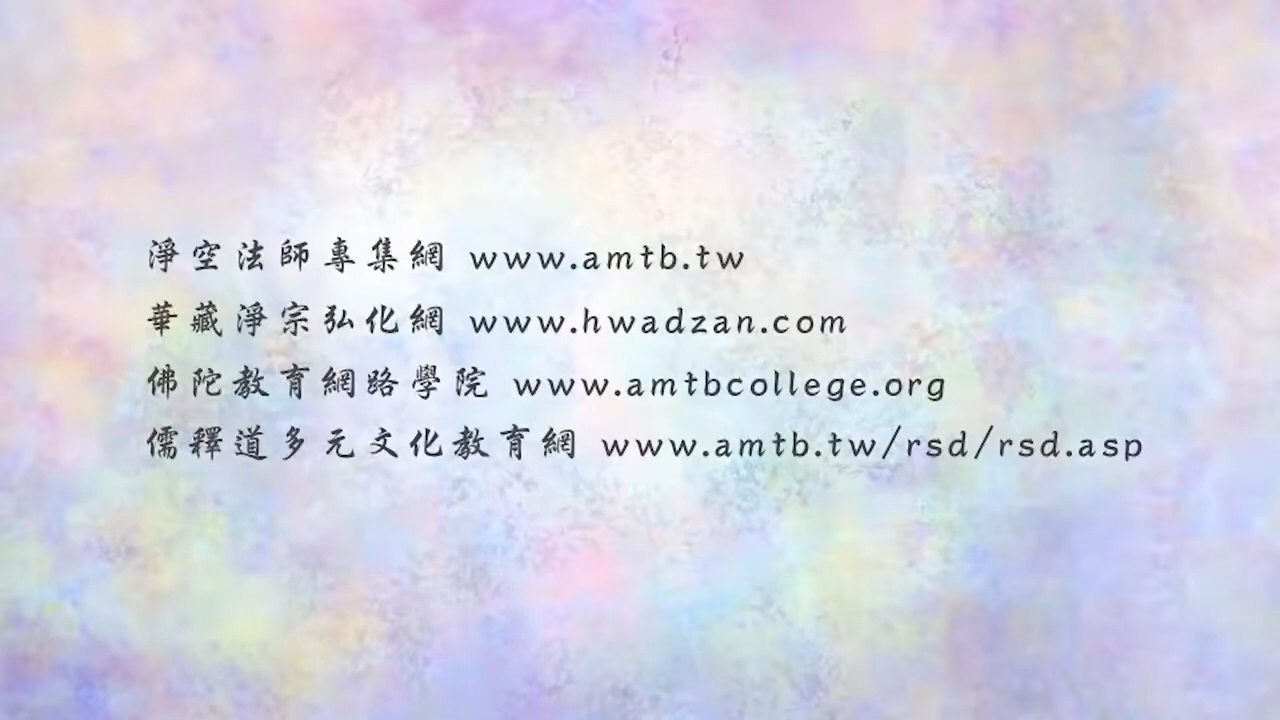 淨空法師專集網 www.amtb.tw
華藏淨宗弘化網 www.hwadzan.com
佛陀教育網路學院 www.amtbcollege.org
儒釋道多元文化教育網 www.amtb.tw/rsd/rsd.asp